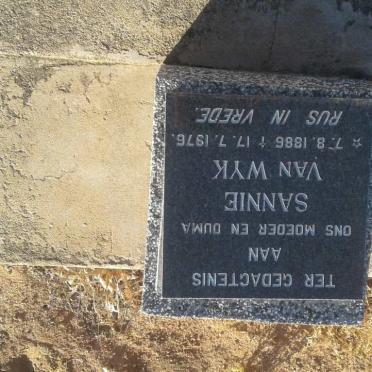 TER GEDAGTENIS
AAN
ONS MOEDER EN OUMA
SANNIE
VAN WYK
☆ 7. 8. 1886 ✝ 17. 7. 1976.
RUS IN VREDE.